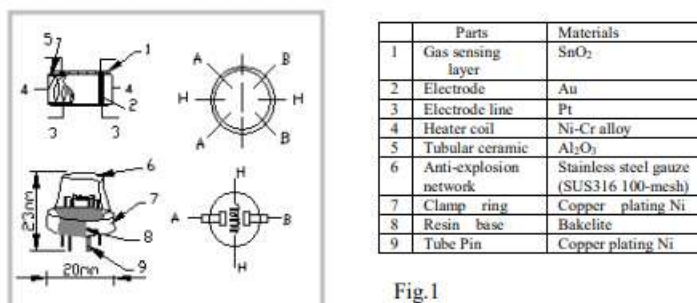 5
1
A
B
4
4
2
H
H
3
3
A
B
6
H
23mm
7
A
B
8
9
H
20mm
Parts Materials
1 Gas sensing layer SnO₂
2 Electrode Au
3 Electrode line Pt
4 Heater coil Ni-Cr alloy
5 Tubular ceramic Al₂O₃
6 Anti-explosion network Stainless steel gauze (SUS316 100-mesh)
7 Clamp ring Copper plating Ni
8 Resin base Bakelite
9 Tube Pin Copper plating Ni
Fig.1